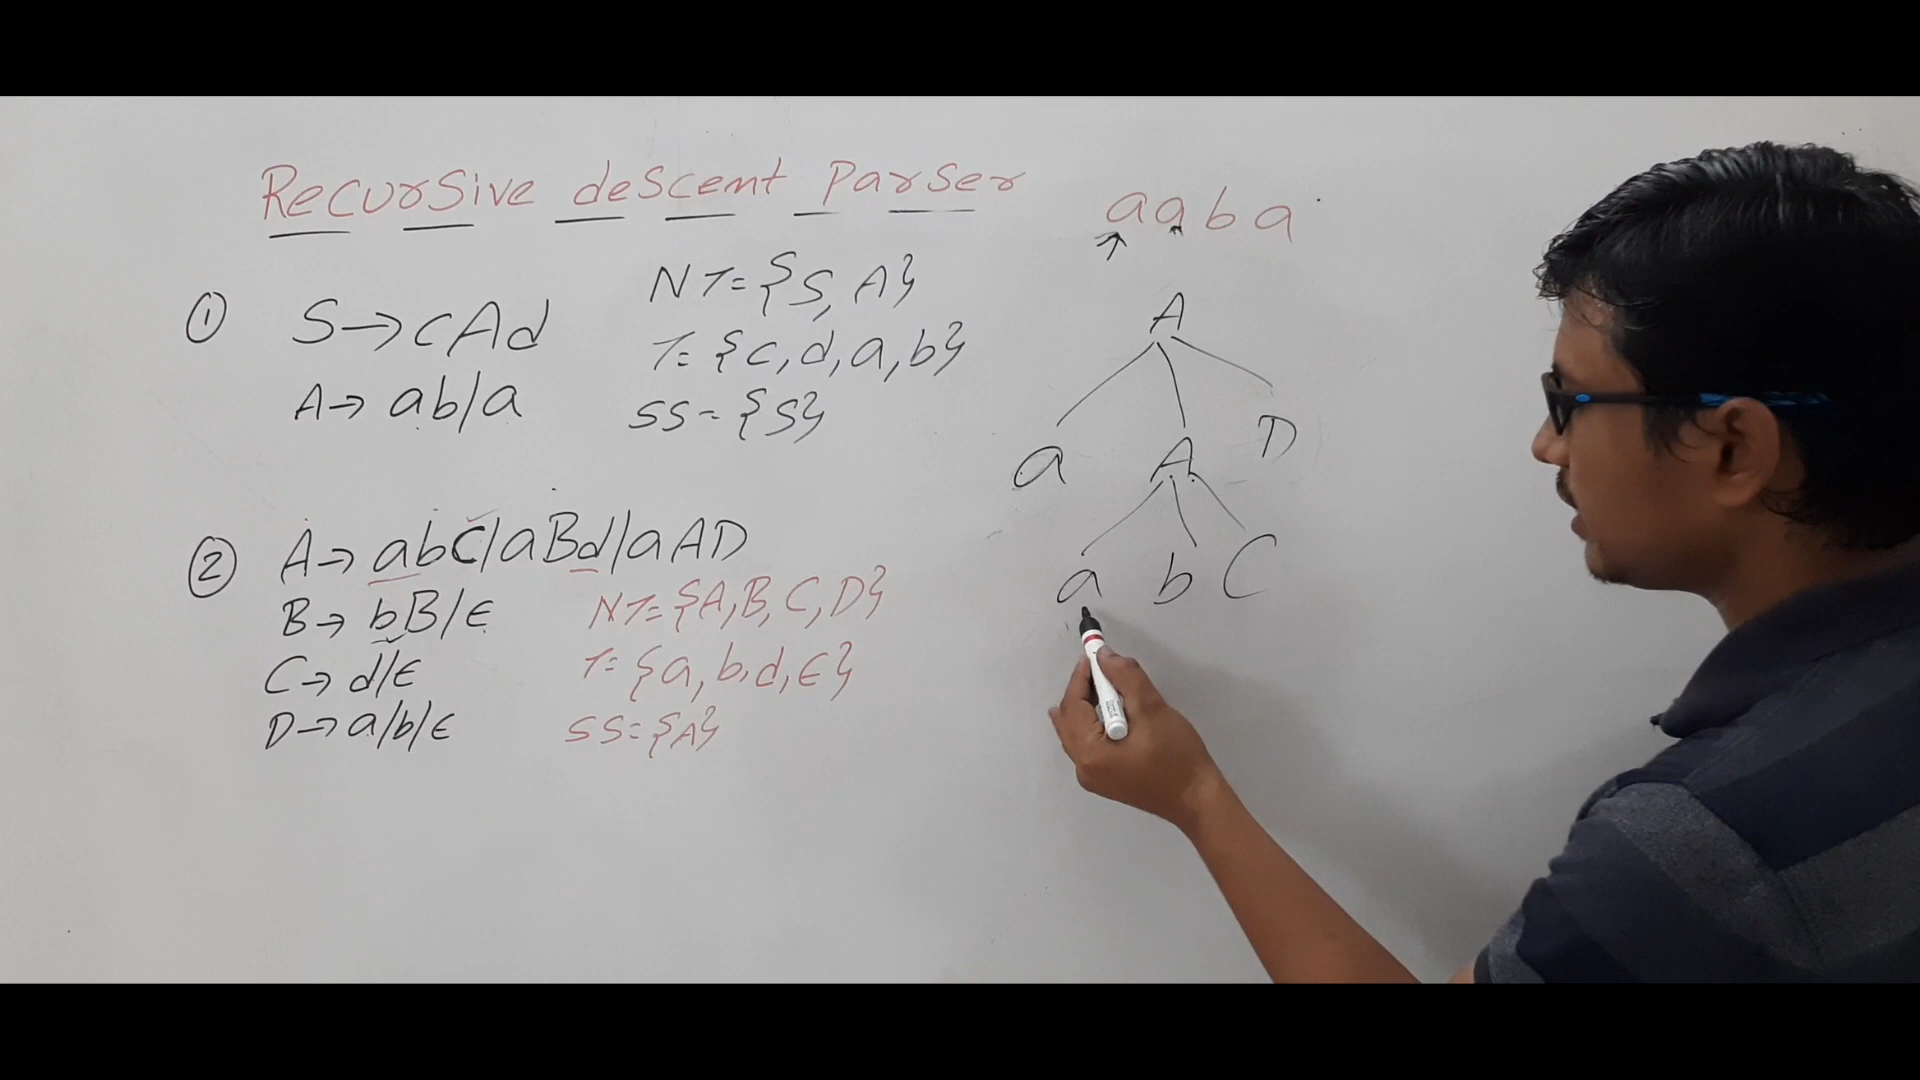 Recursive descent Parser
① S→cAd
A→ab/a
NT={S,A}
T={c,d,a,b}
SS={S}
② A→abC/aBd/aAD
B→bB/ε
C→d/ε
D→a/b/ε
NT={A,B,C,D}
T={a,b,d,ε}
SS={A}
aaba
A
a A D
a b C